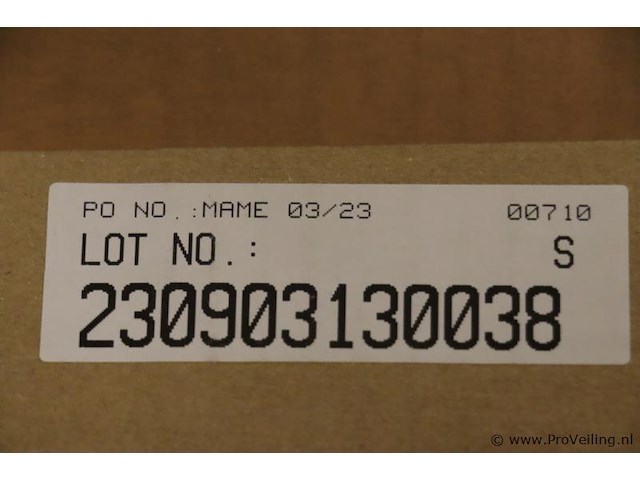 PO NO.:MAME 03/23 00710
LOT NO.: S
230903130038
© www.ProVeiling.nl